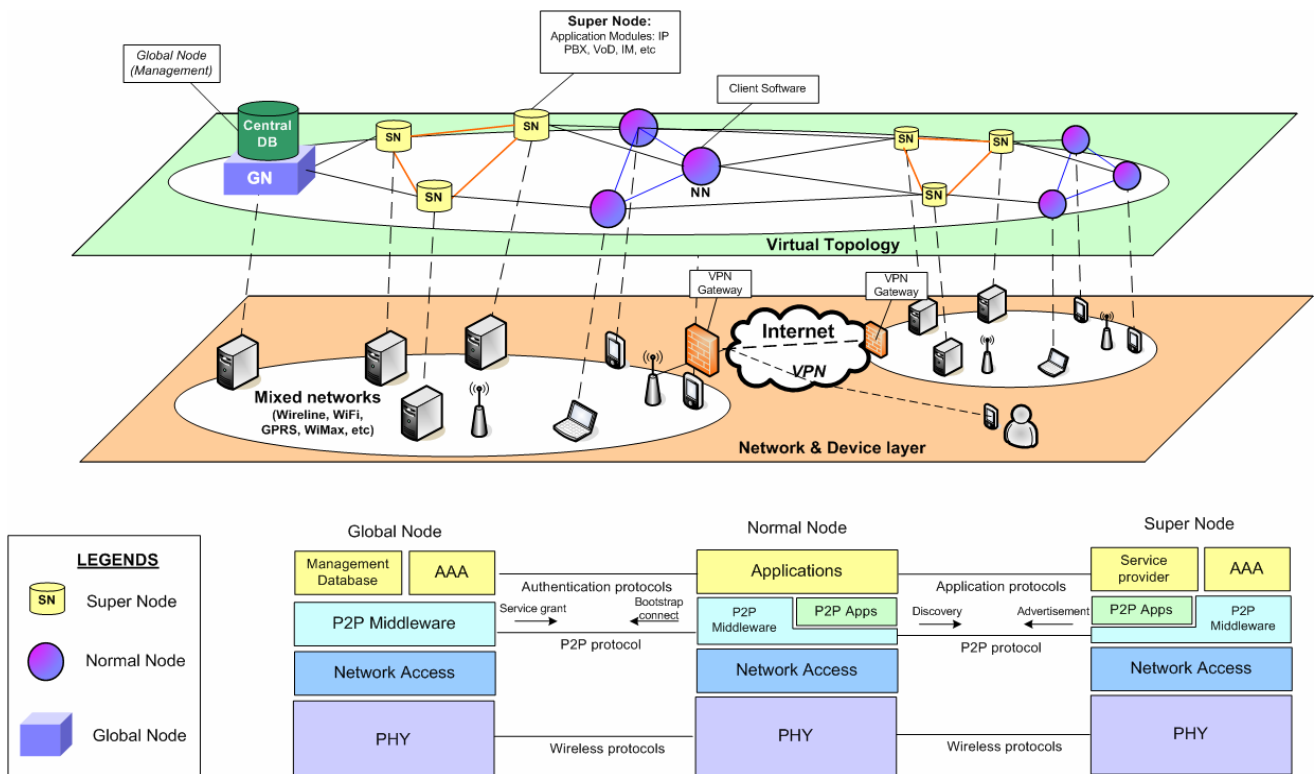 Global Node
(Management)
Super Node:
Application Modules: IP
PBX, VoD, IM, etc
Client Software
Central
DB
GN
SN
SN
SN
NN
SN
SN
SN
Virtual Topology
VPN
Gateway
VPN
Gateway
Internet
VPN
Mixed networks
(Wireline, WiFi,
GPRS, WiMax, etc)
Network & Device layer
LEGENDS
SN
Super Node
Normal Node
Global Node
Global Node
Management
Database
AAA
P2P Middleware
Network Access
PHY
Authentication protocols
Service grant
Bootstrap
connect
P2P protocol
Wireless protocols
Normal Node
Applications
P2P
Middleware
P2P Apps
Network Access
PHY
Application protocols
Discovery
Advertisement
P2P protocol
Wireless protocols
Super Node
Service
provider
AAA
P2P Apps
P2P
Middleware
Network Access
PHY